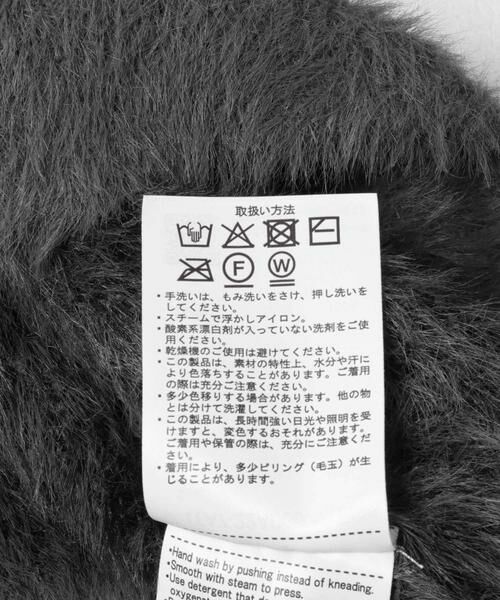 取扱い方法
F W
・手洗いは、もみ洗いをさけ、押し洗いを
してください。
・スチームで浮かしアイロン。
・酸素系漂白剤が入っていない洗剤をご使
用ください。
・乾燥機のご使用は避けてください。
・この製品は、素材の特性上、水分や汗に
より色落ちすることがあります。ご着用
の際は充分ご注意ください。
・多少色移りする場合があります。他の物
とは分けて洗濯してください。
・この製品は、長時間強い日光や照明を受
けますと、変色するおそれがあります。
ご着用や保管の際は、充分にご注意くださ
い。
・着用により、多少ピリング（毛玉）が生
じることがあります。
・Hand wash by pushing instead of kneading.
・Smooth with steam to press.
・Use detergent that